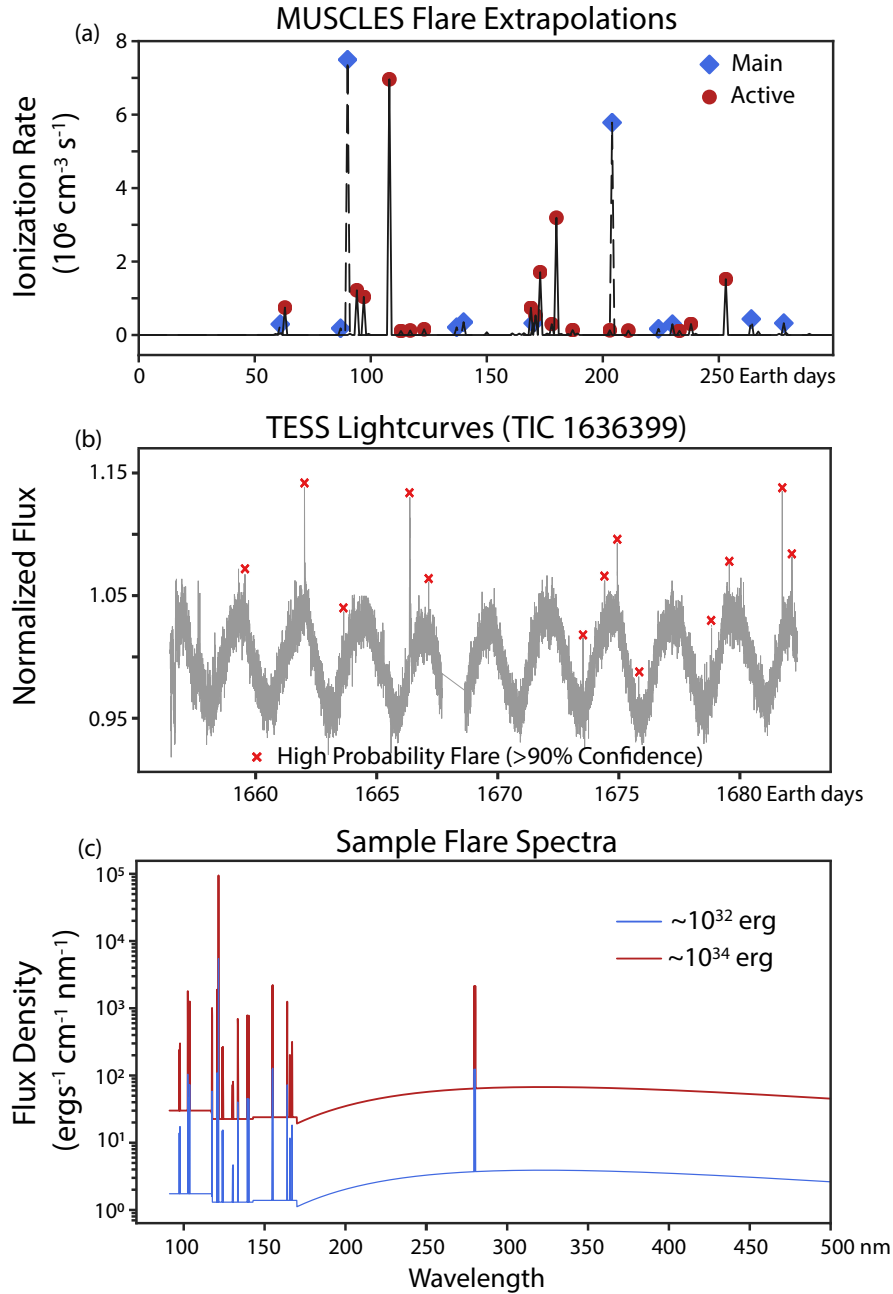 MUSCLES Flare Extrapolations
(a)
8
6
4
2
0
Ionization Rate
(10⁶ cm⁻³ s⁻¹)
Main
Active
0 50 100 150 200 250 Earth days
TESS Lightcurves (TIC 1636399)
(b)
1.15
1.05
0.95
Normalized Flux
High Probability Flare (>90% Confidence)
1660 1665 1670 1675 1680 Earth days
Sample Flare Spectra
(c)
10⁵
10⁴
10³
10²
10¹
10⁰
Flux Density
(ergs⁻¹ cm⁻¹ nm⁻¹)
~10³² erg
~10³⁴ erg
100 150 200 250 300 350 400 450 500 nm
Wavelength